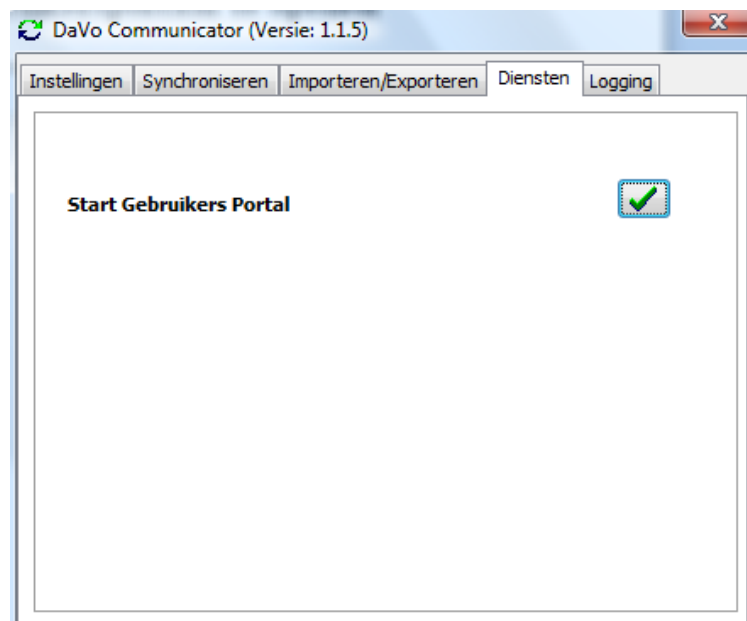 DaVo Communicator (Versie: 1.1.5)
Instellingen Synchroniseren Importeren/Exporteren Diensten Logging
Start Gebruikers Portal